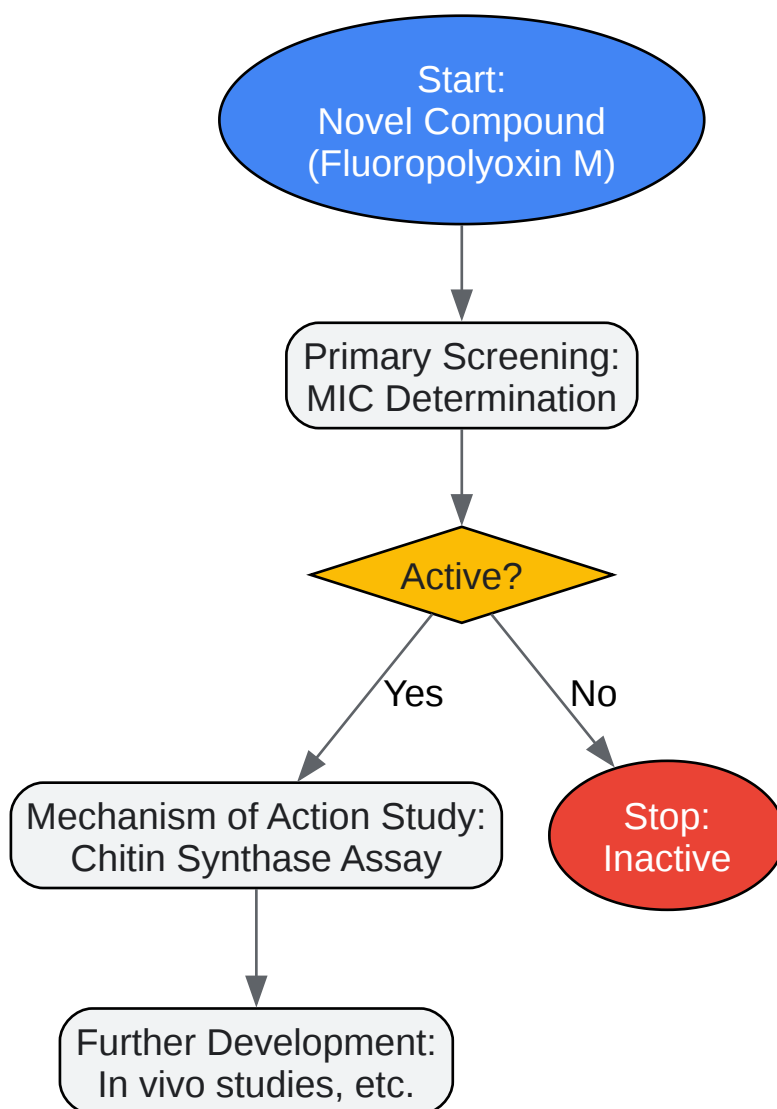 Start:
Novel Compound
(Fluoropolyoxin M)
Primary Screening:
MIC Determination
Active?
Yes
No
Mechanism of Action Study:
Chitin Synthase Assay
Stop:
Inactive
Further Development:
In vivo studies, etc.